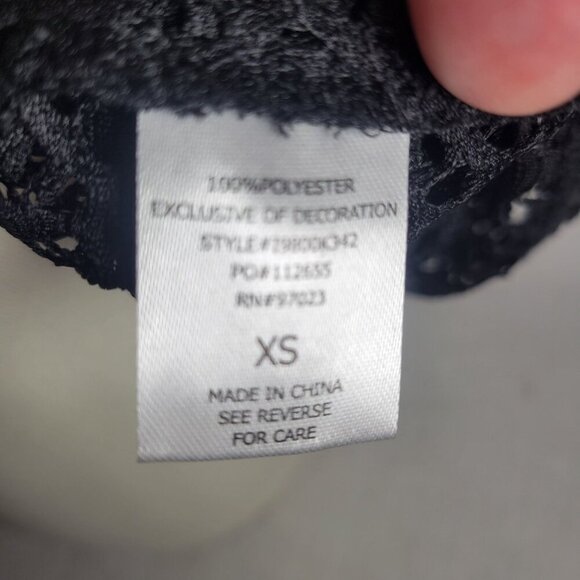 100%POLYESTER
EXCLUSIVE OF DECORATION
PO#112655
RN#97023
XS
MADE IN CHINA
SEE REVERSE
FOR CARE